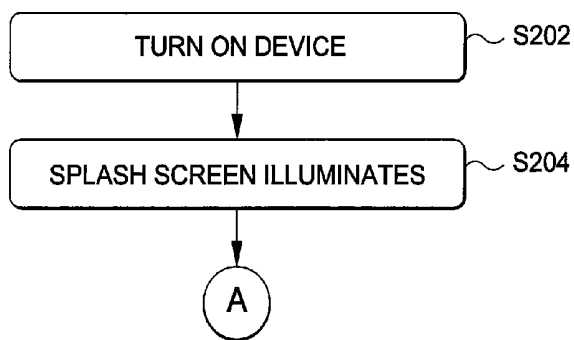 TURN ON DEVICE
S202
SPLASH SCREEN ILLUMINATES
S204
A